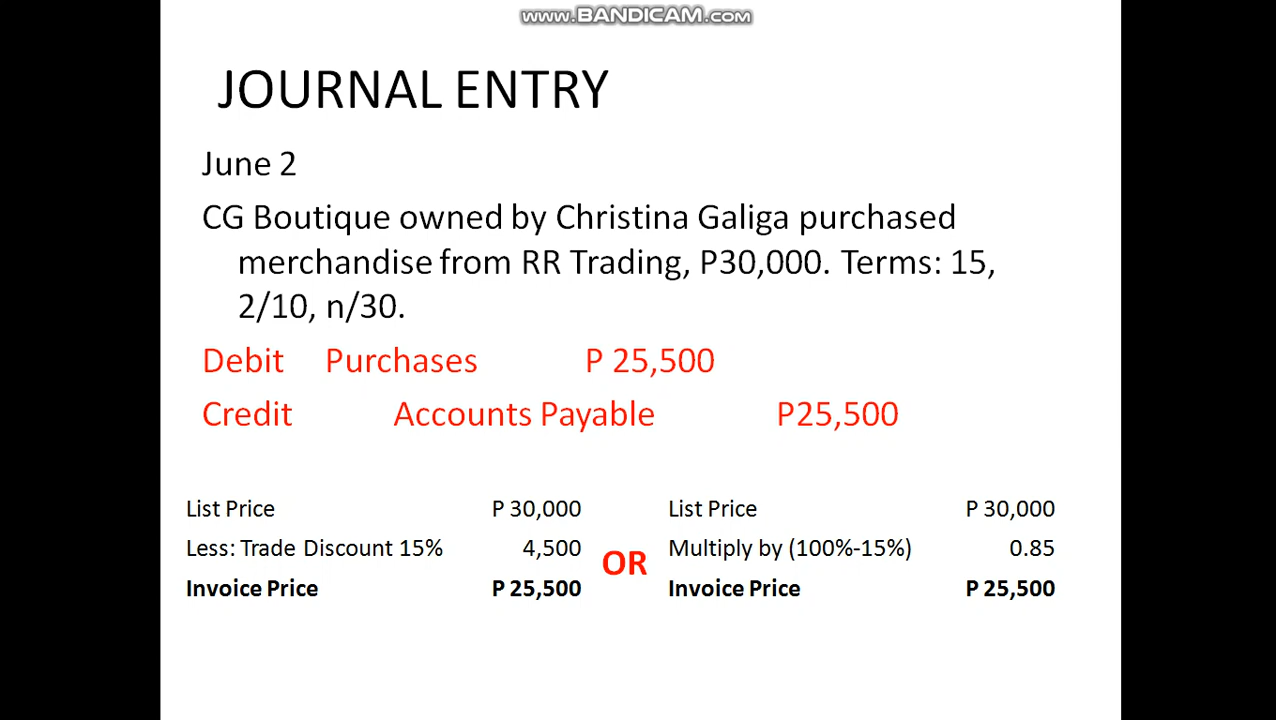 www.BANDICAM.com
JOURNAL ENTRY
June 2
CG Boutique owned by Christina Galiga purchased
merchandise from RR Trading, P30,000. Terms: 15,
2/10, n/30.
Debit Purchases P 25,500
Credit Accounts Payable P25,500
List Price P 30,000 List Price P 30,000
Less: Trade Discount 15% 4,500 OR Multiply by (100%-15%) 0.85
Invoice Price P 25,500 Invoice Price P 25,500